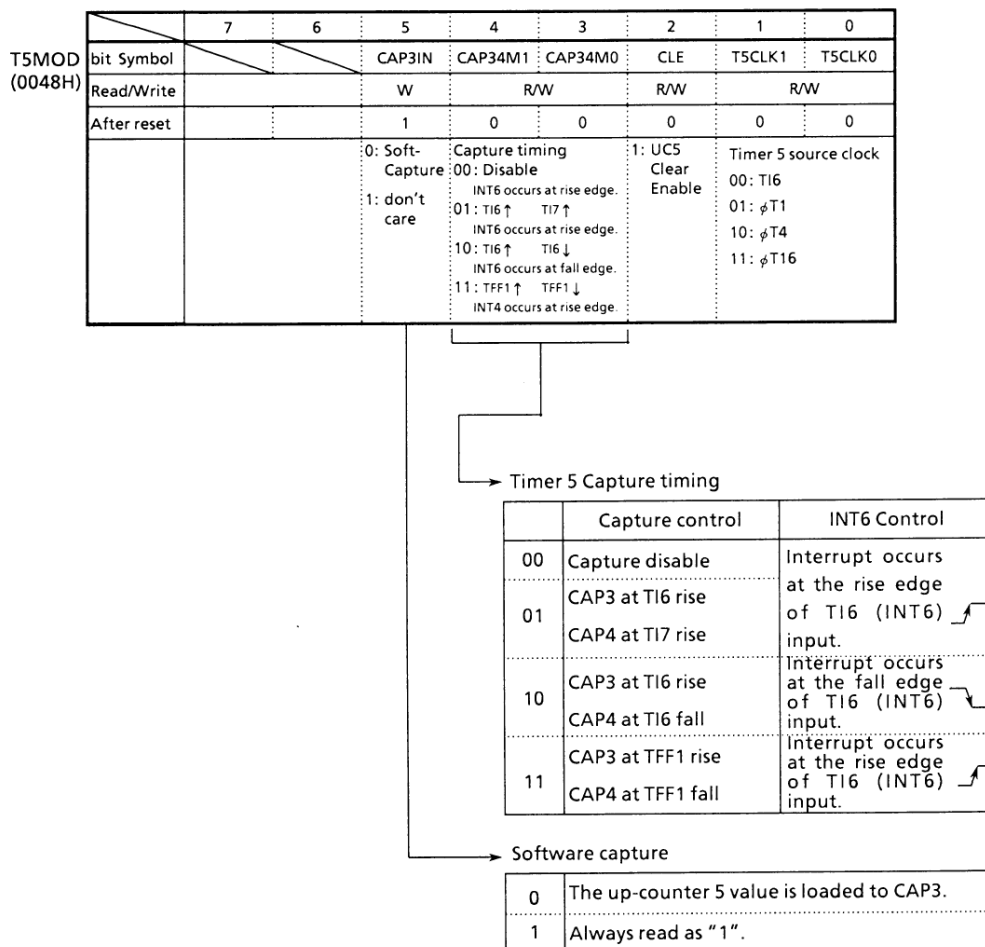 7 6 5 4 3 2 1 0
T5MOD bit Symbol CAP3IN CAP34M1 CAP34M0 CLE T5CLK1 T5CLK0
(0048H) Read/Write W R/W R/W R/W
After reset 1 0 0 0 0 0
0: Soft-
Capture
1: don't
care
Capture timing
00: Disable
INT6 occurs at rise edge.
01: TI6↑ TI7↑
INT6 occurs at rise edge.
10: TI6↑ TI6↓
INT6 occurs at fall edge.
11: TFF1↑ TFF1↓
INT4 occurs at rise edge.
1: UC5
Clear
Enable
Timer 5 source clock
00: TI6
01: φT1
10: φT4
11: φT16
Timer 5 Capture timing
Capture control INT6 Control
00 Capture disable
01 CAP3 at TI6 rise
CAP4 at TI7 rise
Interrupt occurs
at the rise edge
of TI6 (INT6)
input.
10 CAP3 at TI6 rise
CAP4 at TI6 fall
Interrupt occurs
at the fall edge
of TI6 (INT6)
input.
11 CAP3 at TFF1 rise
CAP4 at TFF1 fall
Interrupt occurs
at the rise edge
of TI6 (INT6)
input.
Software capture
0 The up-counter 5 value is loaded to CAP3.
1 Always read as "1".